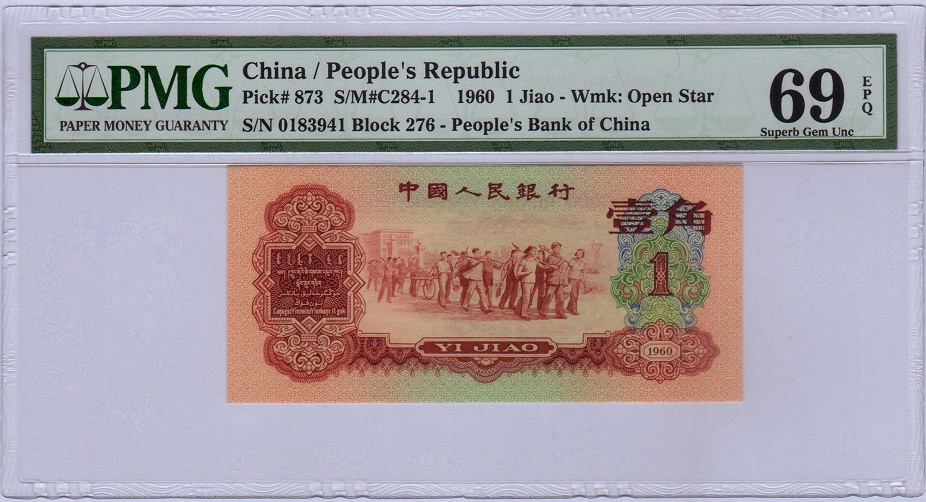 PMG
PAPER MONEY GUARANTY
China / People's Republic
Pick# 873 S/M#C284-1 1960 1 Jiao - Wmk: Open Star
S/N 0183941 Block 276 - People's Bank of China
69
EPQ
Superb Gem Unc
中國人民銀行
壹角
1
YI JIAO
1960